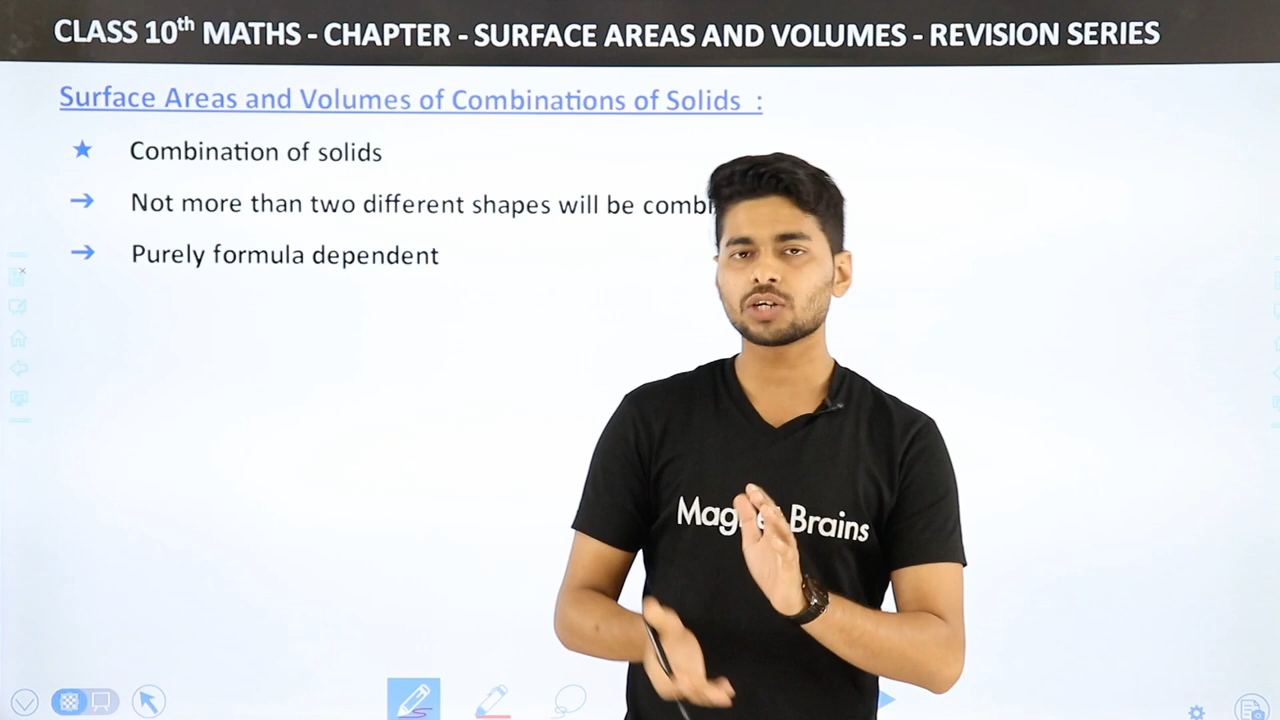 CLASS 10th MATHS - CHAPTER - SURFACE AREAS AND VOLUMES - REVISION SERIES
Surface Areas and Volumes of Combinations of Solids :
Combination of solids
Not more than two different shapes will be
Purely formula dependent
Brains